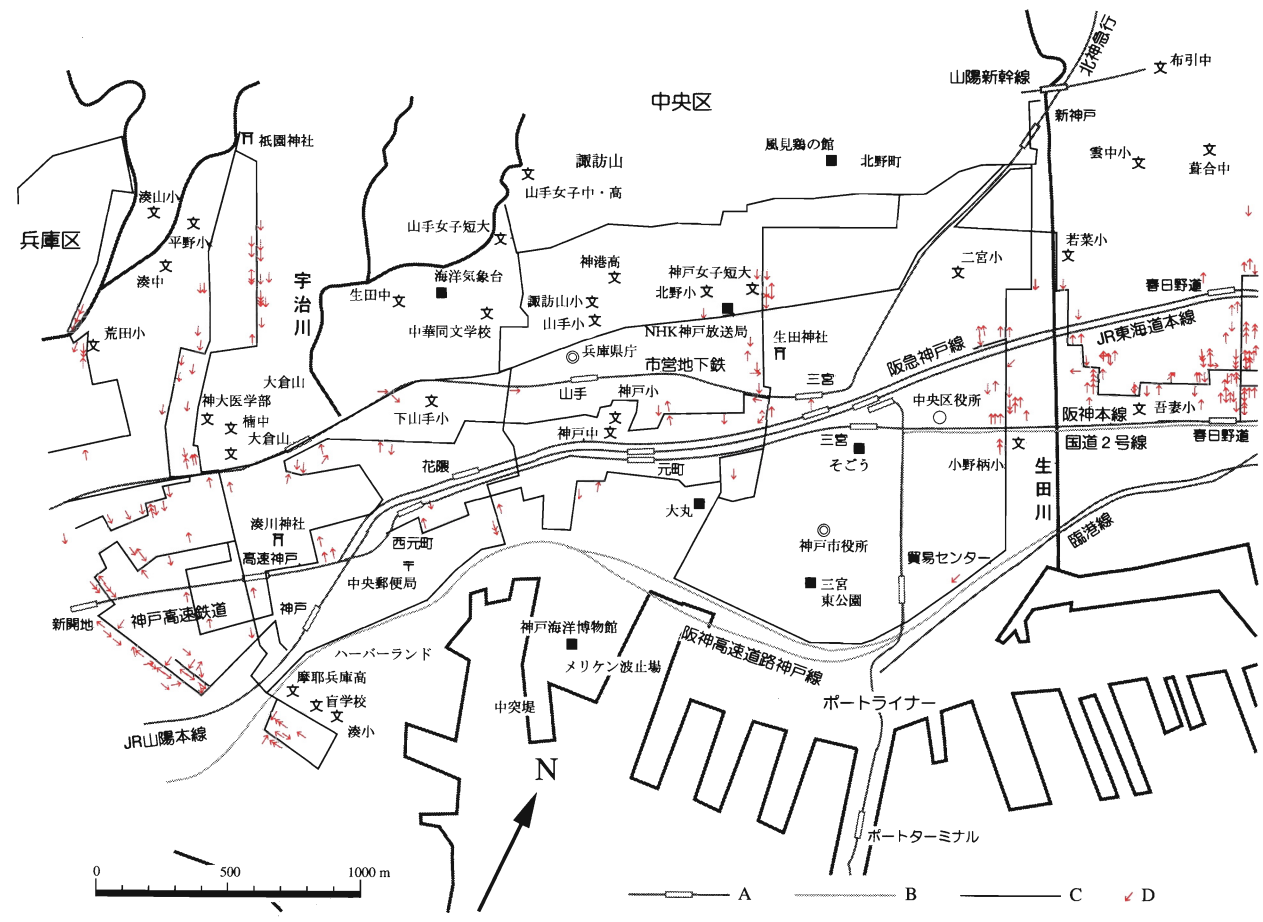 北神急行
布引中
山陽新幹線
中央区
新神戸
祇園神社
風見鶏の館
北野町
雲中小
葺合中
諏訪山
山手女子中・高
湊山小
兵庫区
平野小
山手女子短大
若菜小
二宮小
湊中
宇治川
海洋気象台
神港高
神戸女子短大
生田中
諏訪山小
北野小
春日野道
中華同文学校
山手小
NHK神戸放送局
JR東海道本線
荒田小
兵庫県庁
生田神社
市営地下鉄
阪急神戸線
大倉山
山手
神戸小
三宮
神大医学部
下山手小
中央区役所
阪神本線
吾妻小
楠中
大倉山
神戸中
三宮
国道2号線
春日野道
花隈
元町
そごう
小野柄小
生田川
大丸
臨港線
湊川神社
西元町
神戸市役所
高速神戸
貿易センター
中央郵便局
三宮
東公園
神戸高速鉄道
神戸
新開地
神戸海洋博物館
ハーバーランド
メリケン波止場
阪神高速道路神戸線
摩耶兵庫高
盲学校
中突堤
ポートライナー
湊小
JR山陽本線
N
ポートターミナル
0 500 1000 m
A B C D